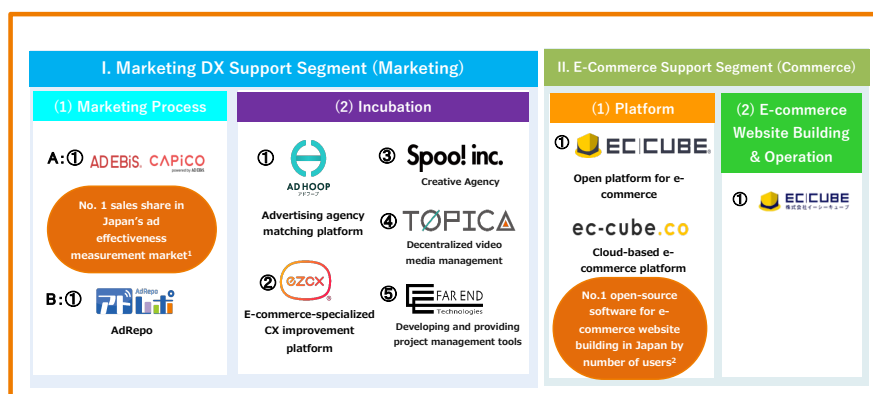 I. Marketing DX Support Segment (Marketing)
(1) Marketing Process
A:①
AD EBiS. CAPiCO
powered by AD EBiS
No. 1 sales share in
Japan's ad
effectiveness
measurement market1
B:①
AdRepo
アドレポ
AdRepo
(2) Incubation
①
AD HOOP
アドフープ
Advertising agency
matching platform
②
eZCX
E-commerce-specialized
CX improvement
platform
③
Spoo! inc.
Creative Agency
④
TOPICA
Decentralized video
media management
⑤
FAR END
Technologies
Developing and providing
project management tools
II. E-Commerce Support Segment (Commerce)
(1) Platform
①
EC CUBE
Open platform for e-
commerce
ec-cube.co
Cloud-based e-
commerce platform
No.1 open-source
software for e-
commerce website
building in Japan by
number of users2
(2) E-commerce
Website Building
& Operation
①
EC CUBE
株式会社イーシーキューブ